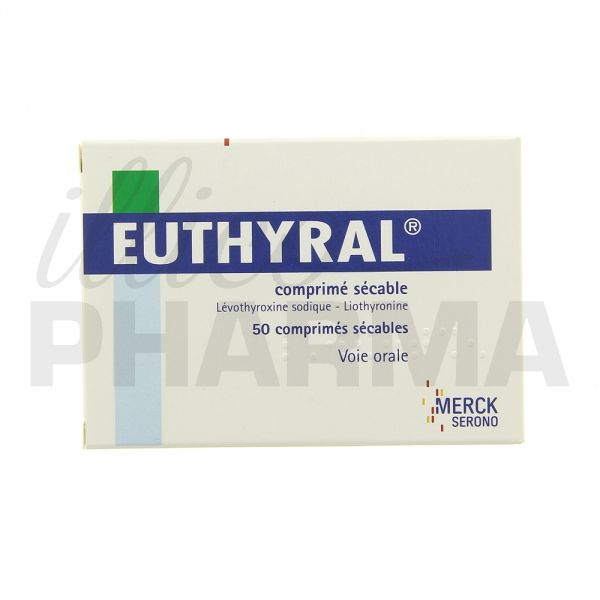 illico
PHARMA
EUTHYRAL®
comprimé sécable
Lévothyroxine sodique - Liothyronine
50 comprimés sécables
Voie orale
MERCK
SERONO